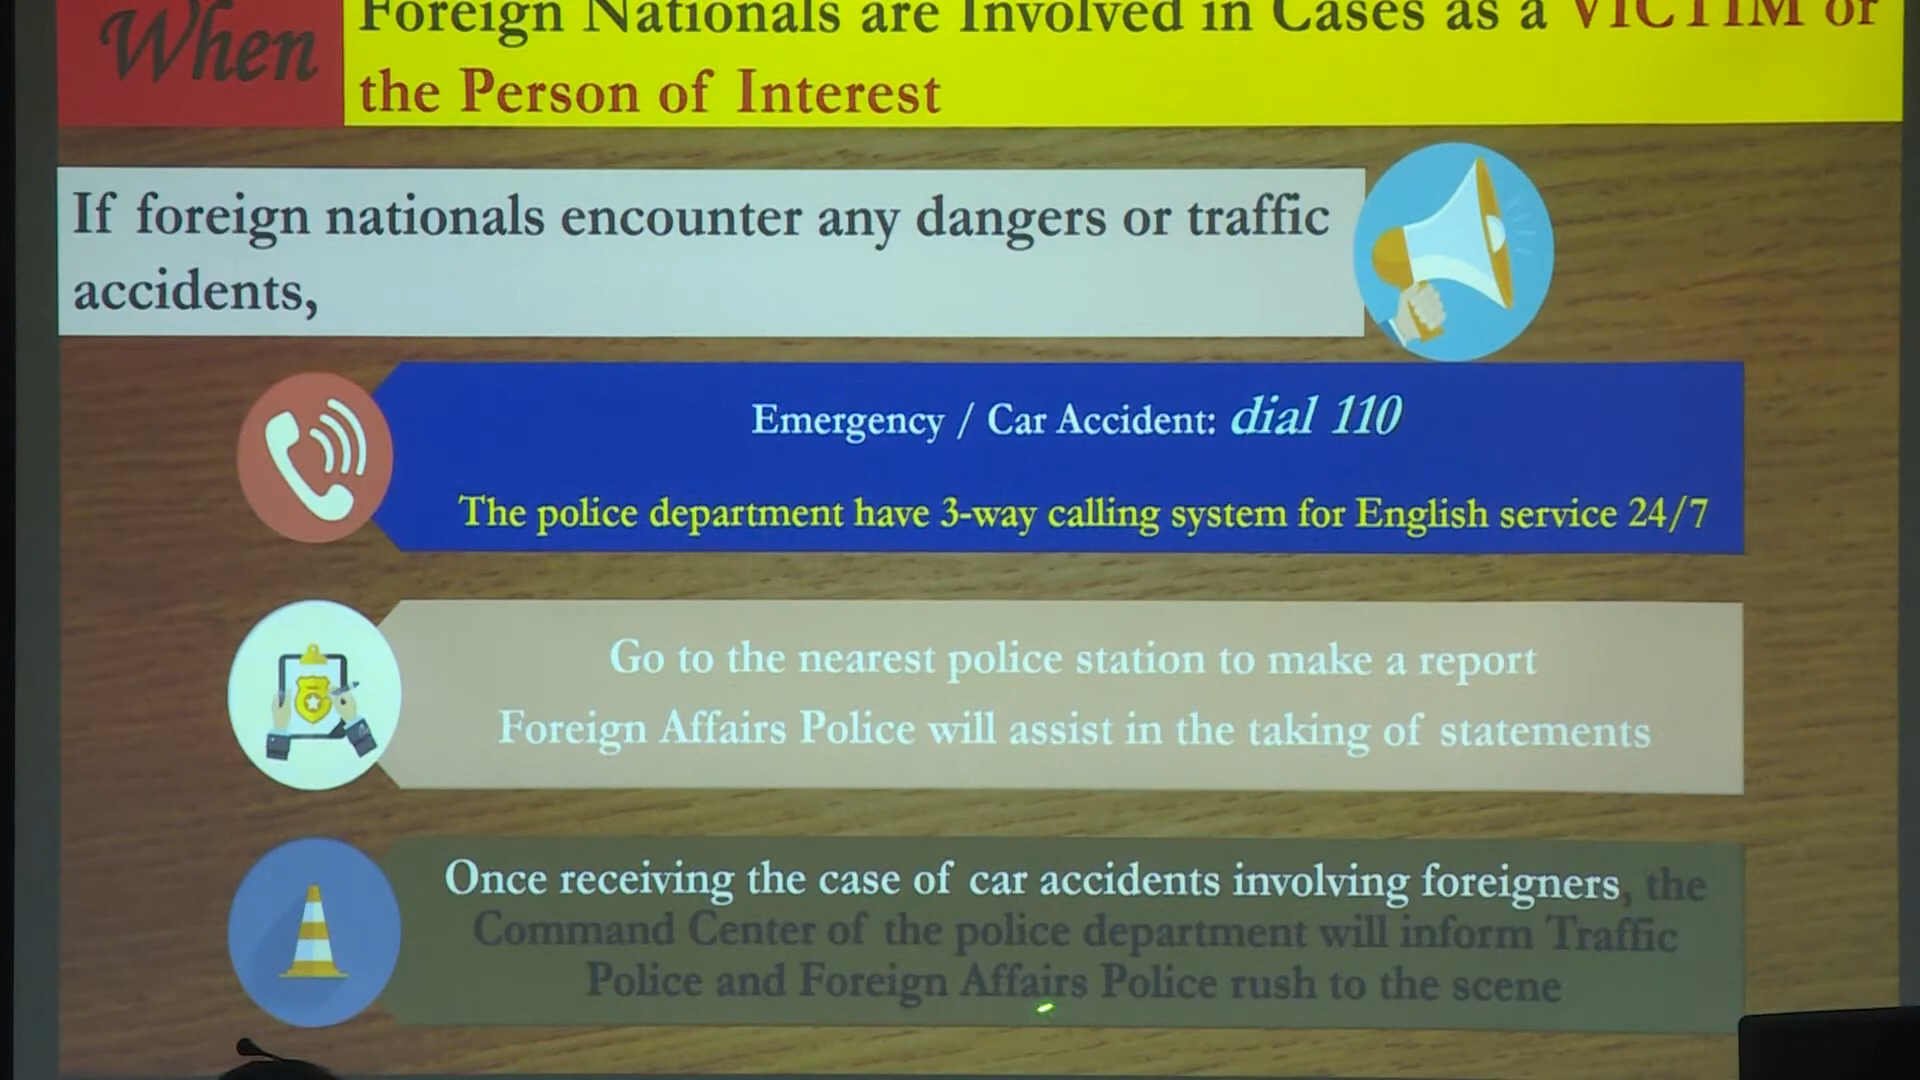 When
Foreign Nationals are Involved in Cases as a VICTIM or
the Person of Interest
If foreign nationals encounter any dangers or traffic
accidents,
Emergency / Car Accident: dial 110
The police department have 3-way calling system for English service 24/7
Go to the nearest police station to make a report
Foreign Affairs Police will assist in the taking of statements
Once receiving the case of car accidents involving foreigners, the
Command Center of the police department will inform Traffic
Police and Foreign Affairs Police rush to the scene